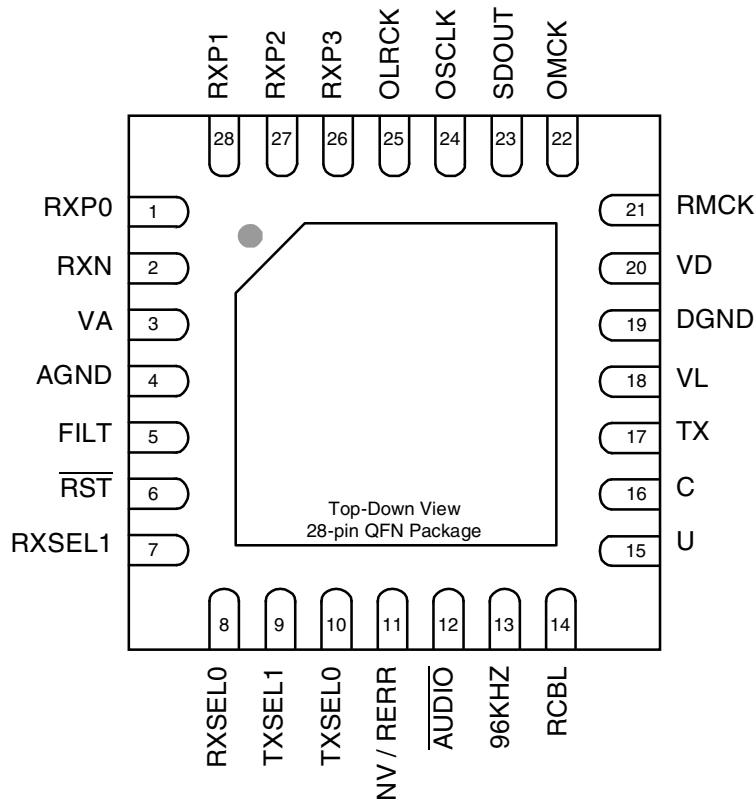 RXP1
RXP2
RXP3
OLRCK
OSCLK
SDOUT
OMCK
28
27
26
25
24
23
22
RXP0 1
RXN 2
VA 3
AGND 4
FILT 5
RST 6
RXSEL1 7
21 RMCK
20 VD
19 DGND
18 VL
17 TX
16 C
15 U
Top-Down View
28-pin QFN Package
8
9
10
11
12
13
14
RXSEL0
TXSEL1
TXSEL0
NV / RERR
AUDIO
96KHZ
RCBL